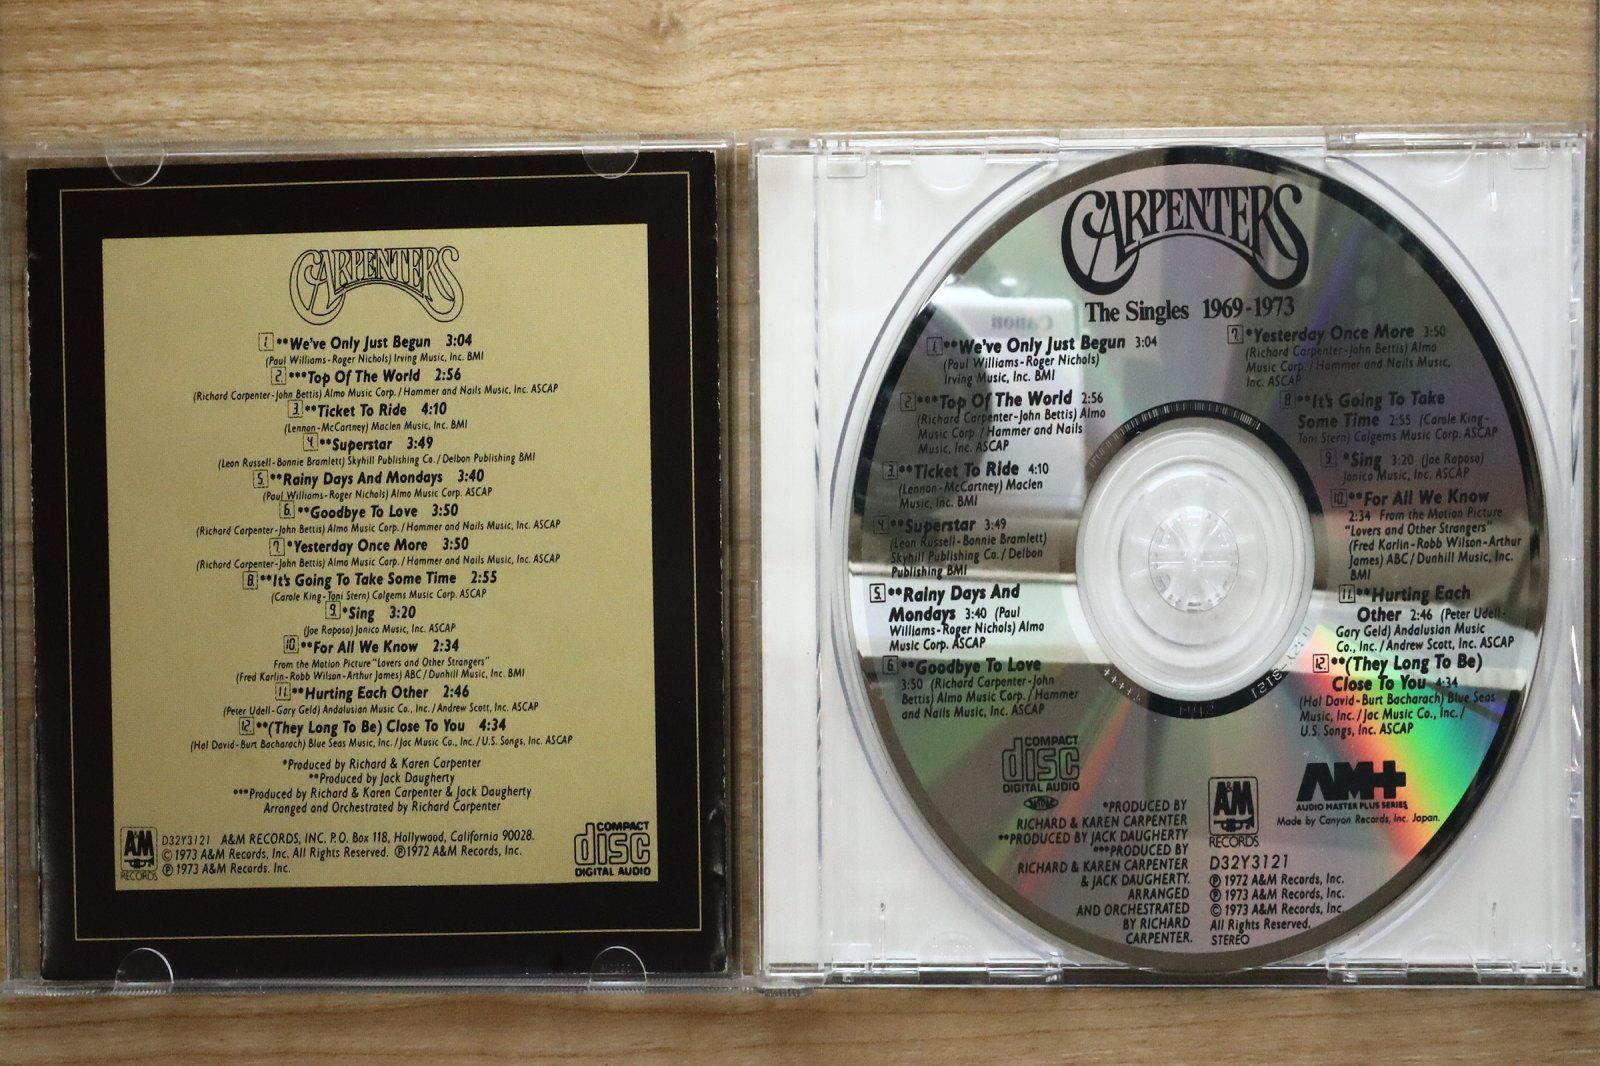 CARPENTERS
1. **We've Only Just Begun 3:04
(Paul Williams-Roger Nichols) Irving Music, Inc. BMI
2. ***Top Of The World 2:56
(Richard Carpenter-John Bettis) Almo Music Corp./Hammer and Nails Music, Inc. ASCAP
3. **Ticket To Ride 4:10
(Lennon-McCartney) Maclen Music, Inc. BMI
4. **Superstar 3:49
(Leon Russell-Bonnie Bramlett) Skyhill Publishing Co./Delbon Publishing BMI
5. **Rainy Days And Mondays 3:40
(Paul Williams-Roger Nichols) Almo Music Corp. ASCAP
6. **Goodbye To Love 3:50
(Richard Carpenter-John Bettis) Almo Music Corp./Hammer and Nails Music, Inc. ASCAP
7. *Yesterday Once More 3:50
(Richard Carpenter-John Bettis) Almo Music Corp./Hammer and Nails Music, Inc. ASCAP
8. **It's Going To Take Some Time 2:55
(Carole King-Toni Stern) Colgems Music Corp. ASCAP
9. *Sing 3:20
(Joe Raposo) Jonico Music, Inc. ASCAP
10. **For All We Know 2:34
From the Motion Picture "Lovers and Other Strangers"
(Fred Karlin-Robb Wilson-Arthur James) ABC/Dunhill Music, Inc. BMI
11. **Hurting Each Other 2:46
(Peter Udell-Gary Geld) Andalusian Music Co., Inc./Andrew Scott, Inc. ASCAP
12. **(They Long To Be) Close To You 4:34
(Hal David-Burt Bacharach) Blue Seas Music, Inc./Jac Music Co., Inc./U.S. Songs, Inc. ASCAP
*Produced by Richard & Karen Carpenter
**Produced by Jack Daugherty
***Produced by Richard & Karen Carpenter & Jack Daugherty
Arranged and Orchestrated by Richard Carpenter
A&M RECORDS
D32Y3121 A&M RECORDS, INC. P.O. Box 118, Hollywood, California 90028.
© 1973 A&M Records, Inc. All Rights Reserved. ℗ 1972 A&M Records, Inc.
℗ 1973 A&M Records. Inc.
COMPACT
disc
DIGITAL AUDIO
CARPENTERS
The Singles 1969-1973
1. **We've Only Just Begun 3:04
(Paul Williams-Roger Nichols)
Irving Music, Inc. BMI
2. ***Top Of The World 2:56
(Richard Carpenter-John Bettis) Almo
Music Corp./Hammer and Nails
Music, Inc. ASCAP
3. **Ticket To Ride 4:10
(Lennon-McCartney) Maclen
Music, Inc. BMI
4. **Superstar 3:49
(Leon Russell-Bonnie Bramlett)
Skyhill Publishing Co./Delbon
Publishing BMI
5. **Rainy Days And
Mondays 3:40 (Paul
Williams-Roger Nichols) Almo
Music Corp. ASCAP
6. **Goodbye To Love
3:50 (Richard Carpenter-John
Bettis) Almo Music Corp./Hammer
and Nails Music, Inc. ASCAP
7. *Yesterday Once More 3:50
(Richard Carpenter-John Bettis) Almo
Music Corp./Hammer and Nails Music,
Inc. ASCAP
8. **It's Going To Take
Some Time 2:55 (Carole King-
Toni Stern) Colgems Music Corp. ASCAP
9. *Sing 3:20 (Joe Raposo)
Jonico Music, Inc. ASCAP
10. **For All We Know
2:34 From the Motion Picture
"Lovers and Other Strangers"
(Fred Karlin-Robb Wilson-Arthur
James) ABC/Dunhill Music, Inc.
BMI
11. **Hurting Each
Other 2:46 (Peter Udell-
Gary Geld) Andalusian Music
Co., Inc./Andrew Scott, Inc. ASCAP
12. **(They Long To Be)
Close To You 4:34
(Hal David-Burt Bacharach) Blue Seas
Music, Inc./Jac Music Co., Inc./
U.S. Songs, Inc. ASCAP
COMPACT
disc
DIGITAL AUDIO
*PRODUCED BY
RICHARD & KAREN CARPENTER
**PRODUCED BY JACK DAUGHERTY
***PRODUCED BY
RICHARD & KAREN CARPENTER
& JACK DAUGHERTY.
ARRANGED
AND ORCHESTRATED
BY RICHARD
CARPENTER.
A&M
RECORDS
D32Y3121
℗ 1972 A&M Records, Inc.
℗ 1973 A&M Records, Inc.
© 1973 A&M Records, Inc.
All Rights Reserved.
STEREO
AM+
AUDIO MASTER PLUS SERIES
Made by Canyon Records, Inc. Japan.
Canon